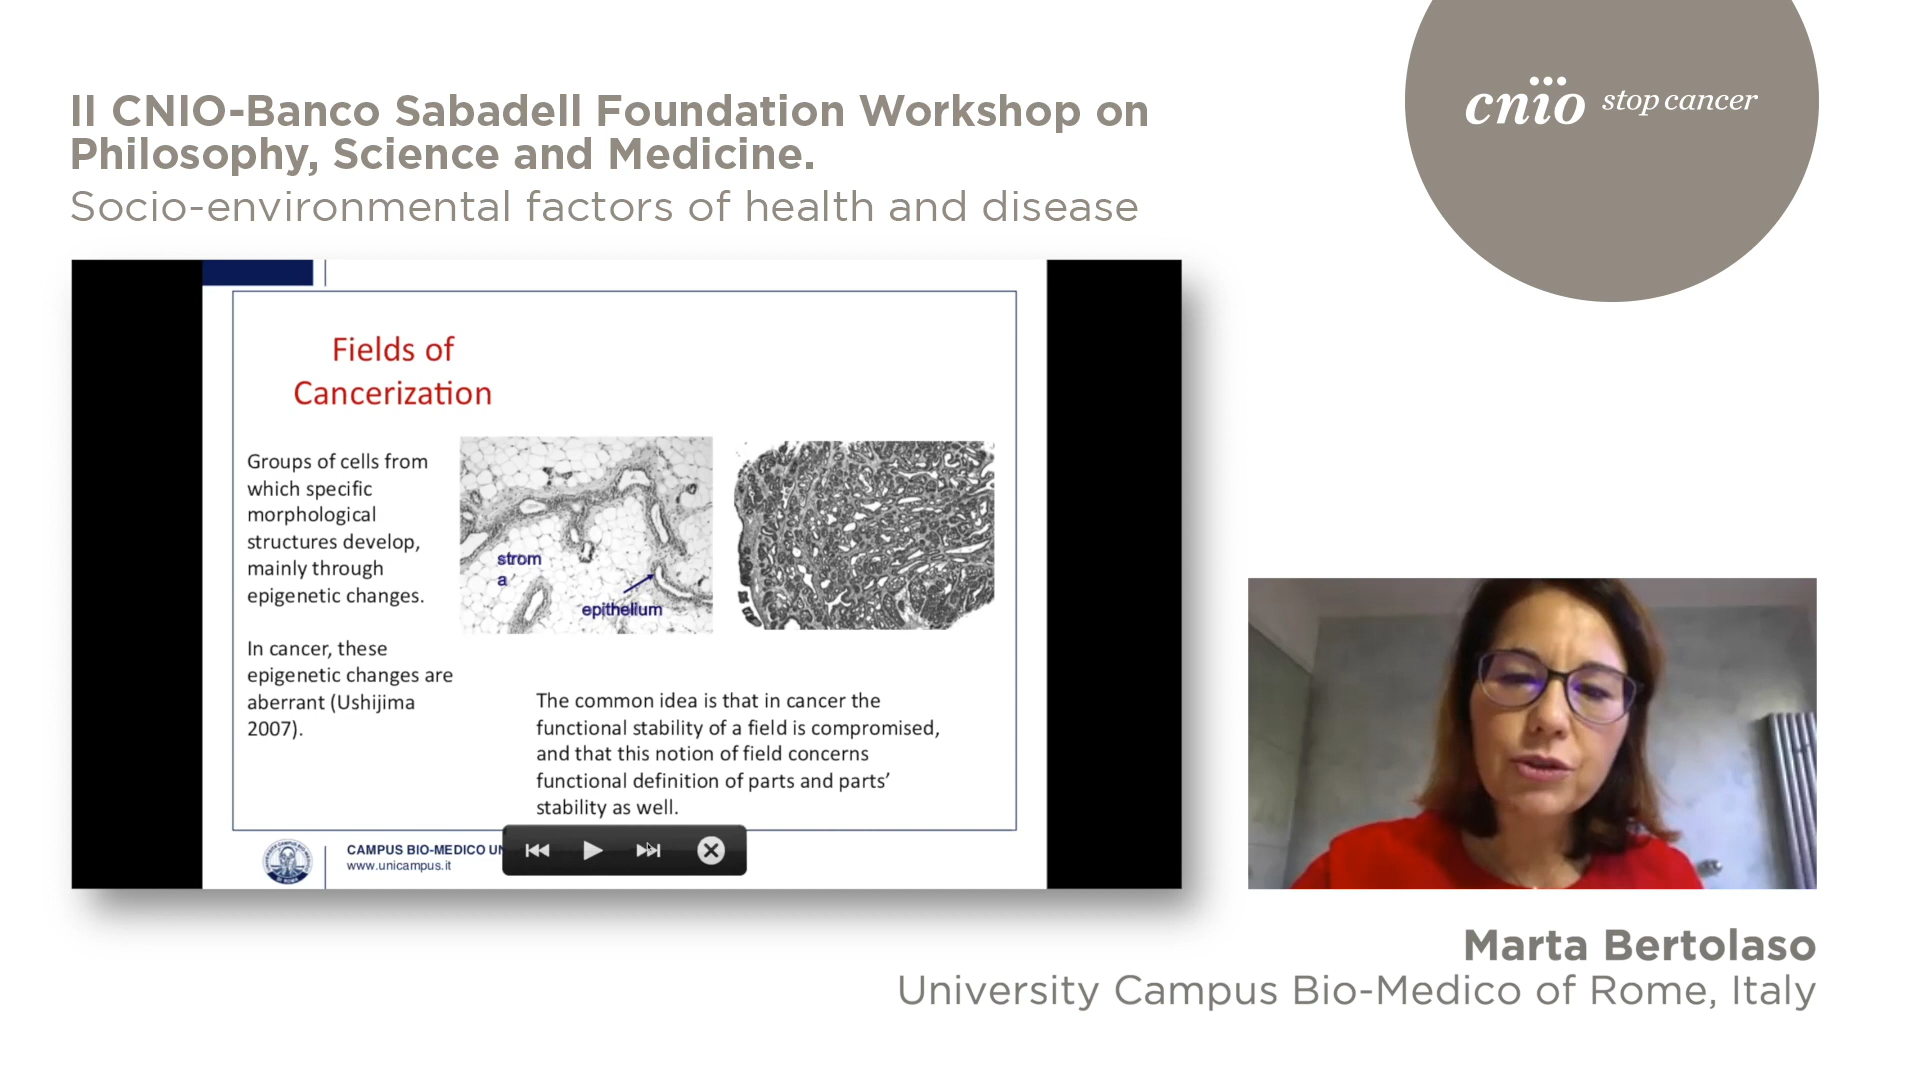 II CNIO-Banco Sabadell Foundation Workshop on
Philosophy, Science and Medicine.
Socio-environmental factors of health and disease
cnio stop cancer
Fields of
Cancerization
Groups of cells from
which specific
morphological
structures develop,
mainly through
epigenetic changes.
In cancer, these
epigenetic changes are
aberrant (Ushijima
2007).
strom
a
epithelium
The common idea is that in cancer the
functional stability of a field is compromised,
and that this notion of field concerns
functional definition of parts and parts’
stability as well.
CAMPUS BIO-MEDICO UN
www.unicampus.it
Marta Bertolaso
University Campus Bio-Medico of Rome, Italy